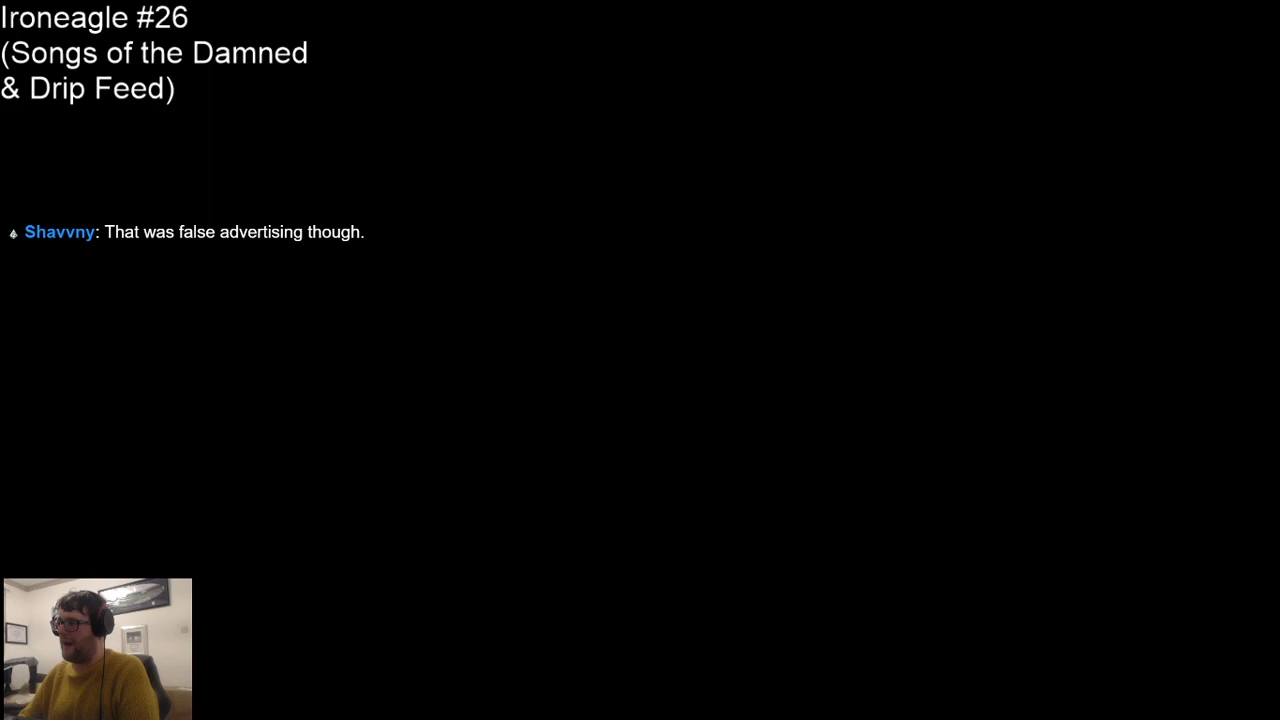 Ironeagle #26
(Songs of the Damned
& Drip Feed)
Shavvny: That was false advertising though.